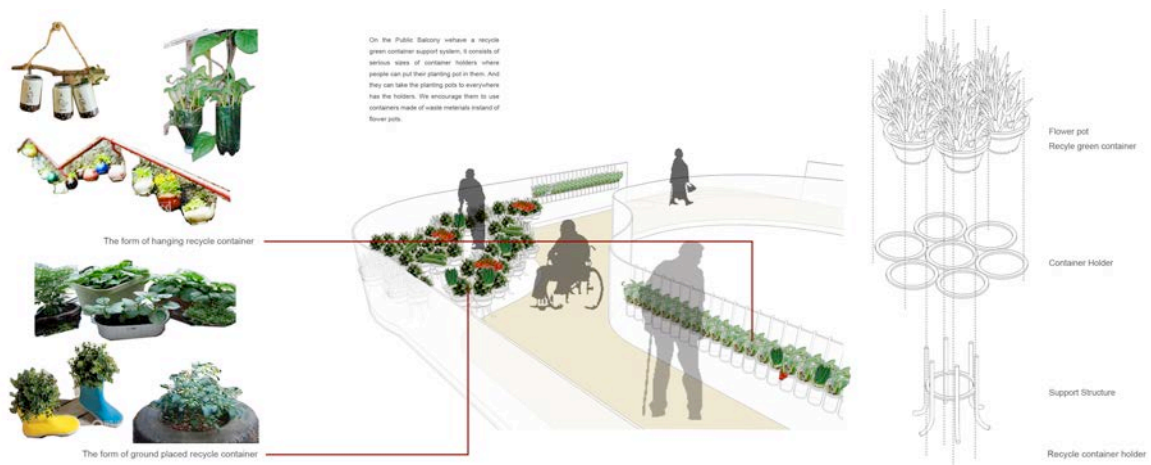 On the Public Balcony wehave a recycle
green container support system, it consists of
serious sizes of container holders where
people can put their planting pot in them. And
they can take the planting pots to everywhere
has the holders. We encourage them to use
containers made of waste meterials instand of
flower pots.
Flower pot
Recyle green container
The form of hanging recycle container
Container Holder
Support Structure
The form of ground placed recycle container
Recycle container holder